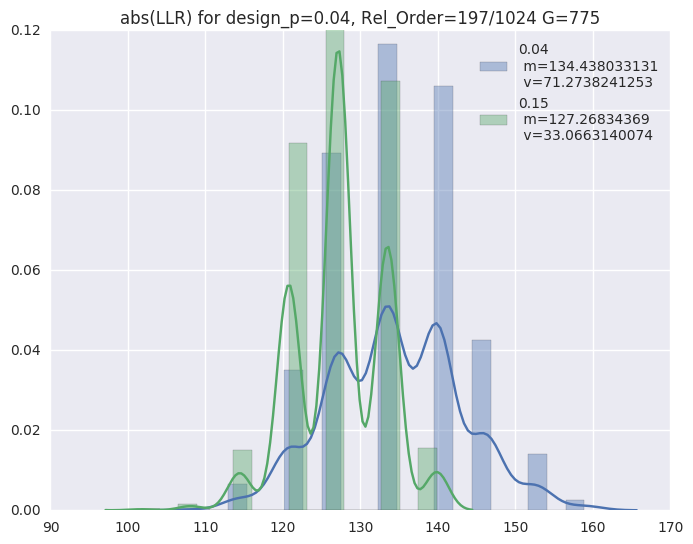 abs(LLR) for design_p=0.04, Rel_Order=197/1024 G=775
0.04
m=134.438033131
v=71.2738241253
0.15
m=127.26834369
v=33.0663140074
0.12
0.10
0.08
0.06
0.04
0.02
0.00
90 100 110 120 130 140 150 160 170